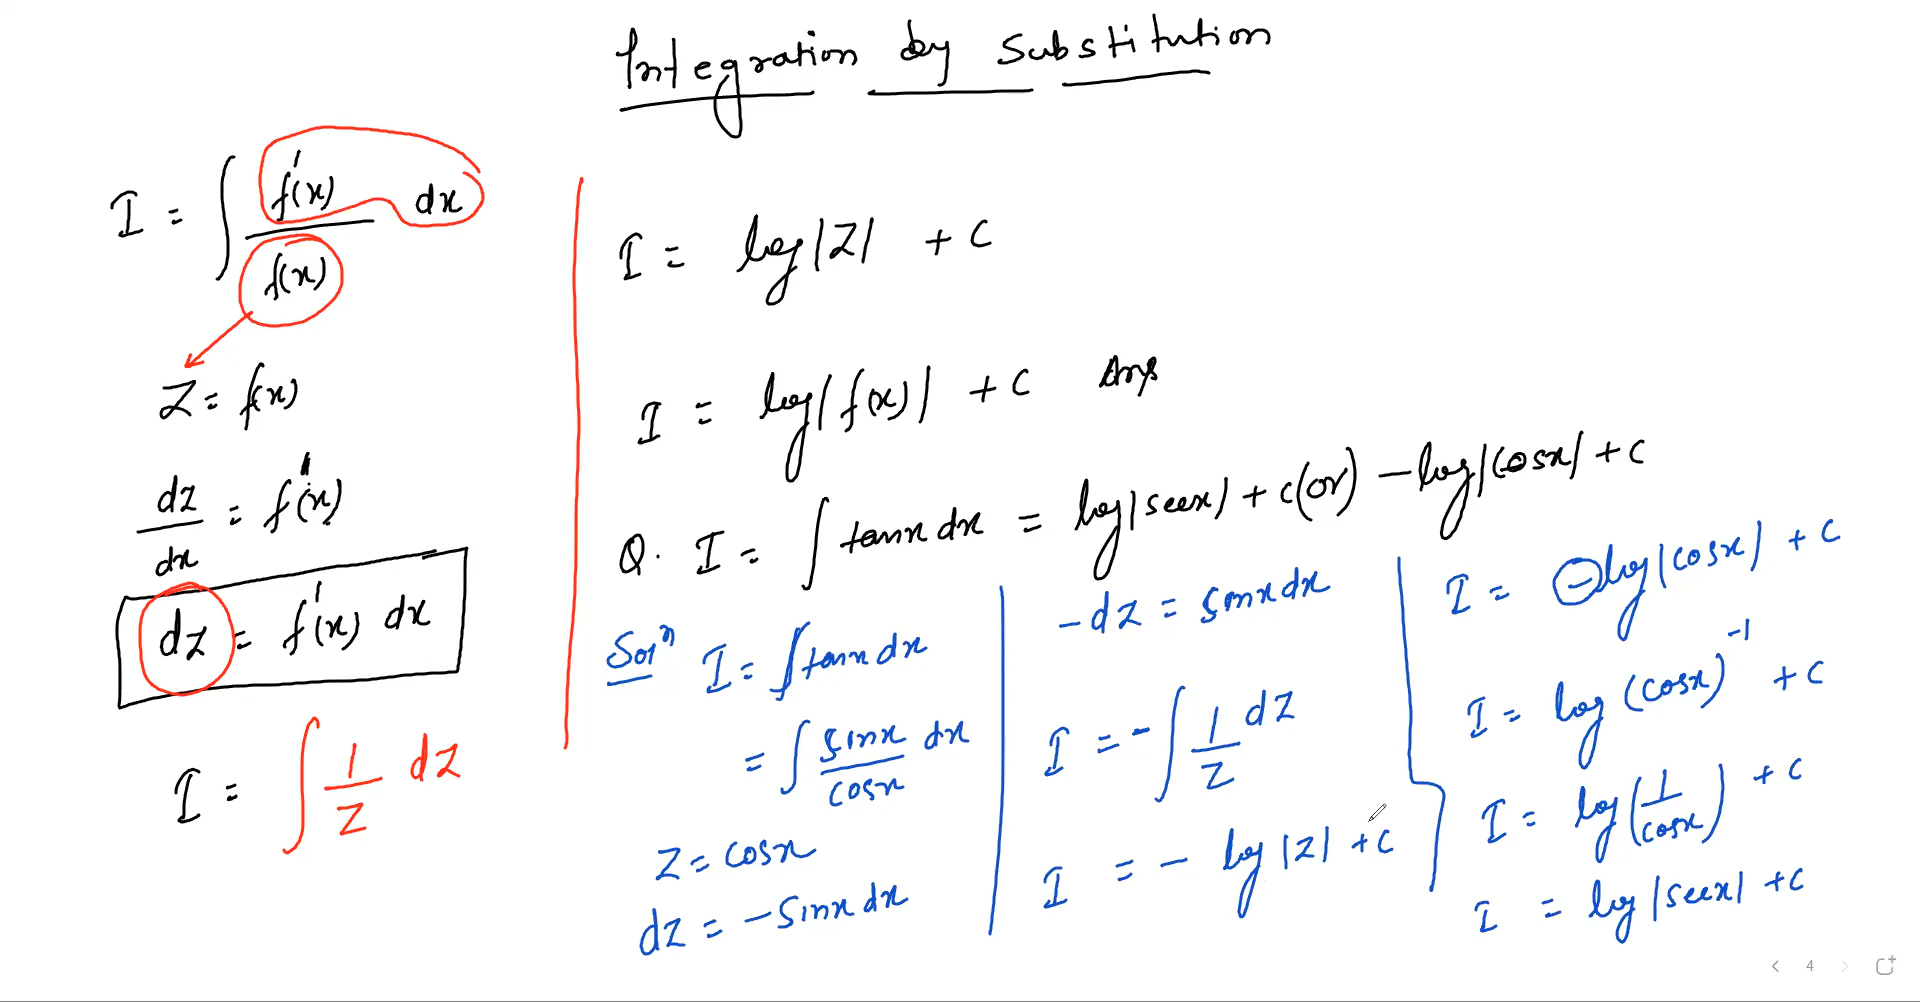 Integration by Substitution
I = ∫ f'(x)/f(x) dx
Z = f(x)
dz/dx = f'(x)
dz = f'(x) dx
I = ∫ 1/Z dZ
I = log|Z| + C
I = log|f(x)| + C Ans
Q. I = ∫ tanx dx = log|secx| + C (or) - log|cosx| + C
Solⁿ I = ∫ tanx dx
= ∫ sinx/cosx dx
Z = cosx
dz = - sinx dx
- dz = sinx dx
I = - ∫ 1/Z dZ
I = - log|Z| + C
I = - log|cosx| + C
I = log (cosx)⁻¹ + C
I = log (1/cosx) + C
I = log|secx| + C
4